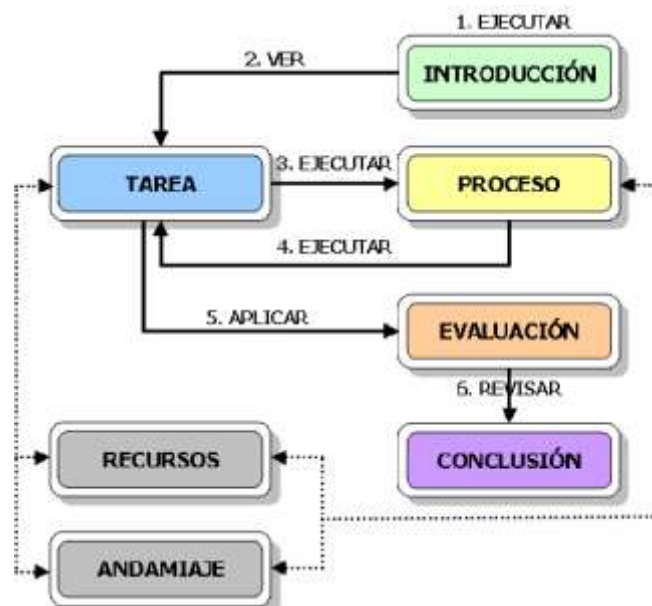 1. EJECUTAR
INTRODUCCIÓN
2. VER
TAREA
3. EJECUTAR
PROCESO
4. EJECUTAR
5. APLICAR
EVALUACIÓN
6. REVISAR
CONCLUSIÓN
RECURSOS
ANDAMIAJE